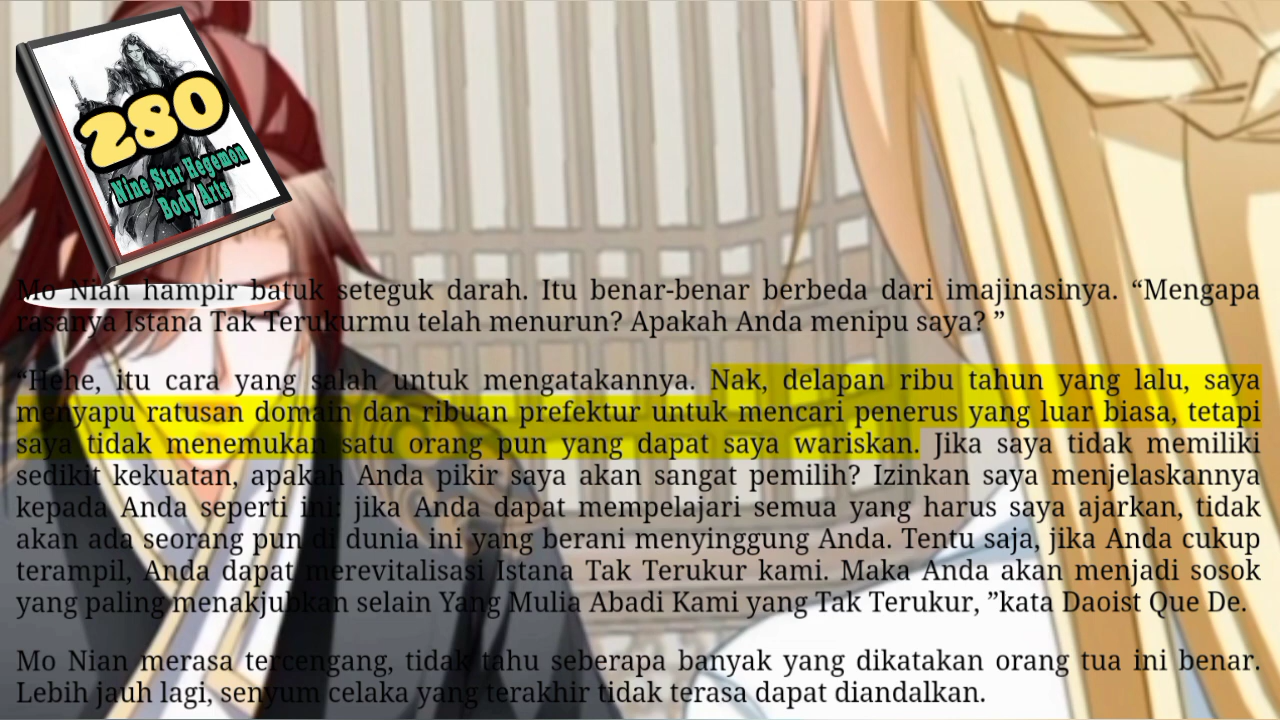 280
Nine Star Hegemon
Body Arts
Mo Nian hampir batuk seteguk darah. Itu benar-benar berbeda dari imajinasinya. “Mengapa
rasanya Istana Tak Terukurmu telah menurun? Apakah Anda menipu saya? ”
“Hehe, itu cara yang salah untuk mengatakannya. Nak, delapan ribu tahun yang lalu, saya
menyapu ratusan domain dan ribuan prefektur untuk mencari penerus yang luar biasa, tetapi
saya tidak menemukan satu orang pun yang dapat saya wariskan. Jika saya tidak memiliki
sedikit kekuatan, apakah Anda pikir saya akan sangat pemilih? Izinkan saya menjelaskannya
kepada Anda seperti ini: jika Anda dapat mempelajari semua yang harus saya ajarkan, tidak
akan ada seorang pun di dunia ini yang berani menyinggung Anda. Tentu saja, jika Anda cukup
terampil, Anda dapat merevitalisasi Istana Tak Terukur kami. Maka Anda akan menjadi sosok
yang paling menakjubkan selain Yang Mulia Abadi Kami yang Tak Terukur, ”kata Daoist Que De.
Mo Nian merasa tercengang, tidak tahu seberapa banyak yang dikatakan orang tua ini benar.
Lebih jauh lagi, senyum celaka yang terakhir tidak terasa dapat diandalkan.